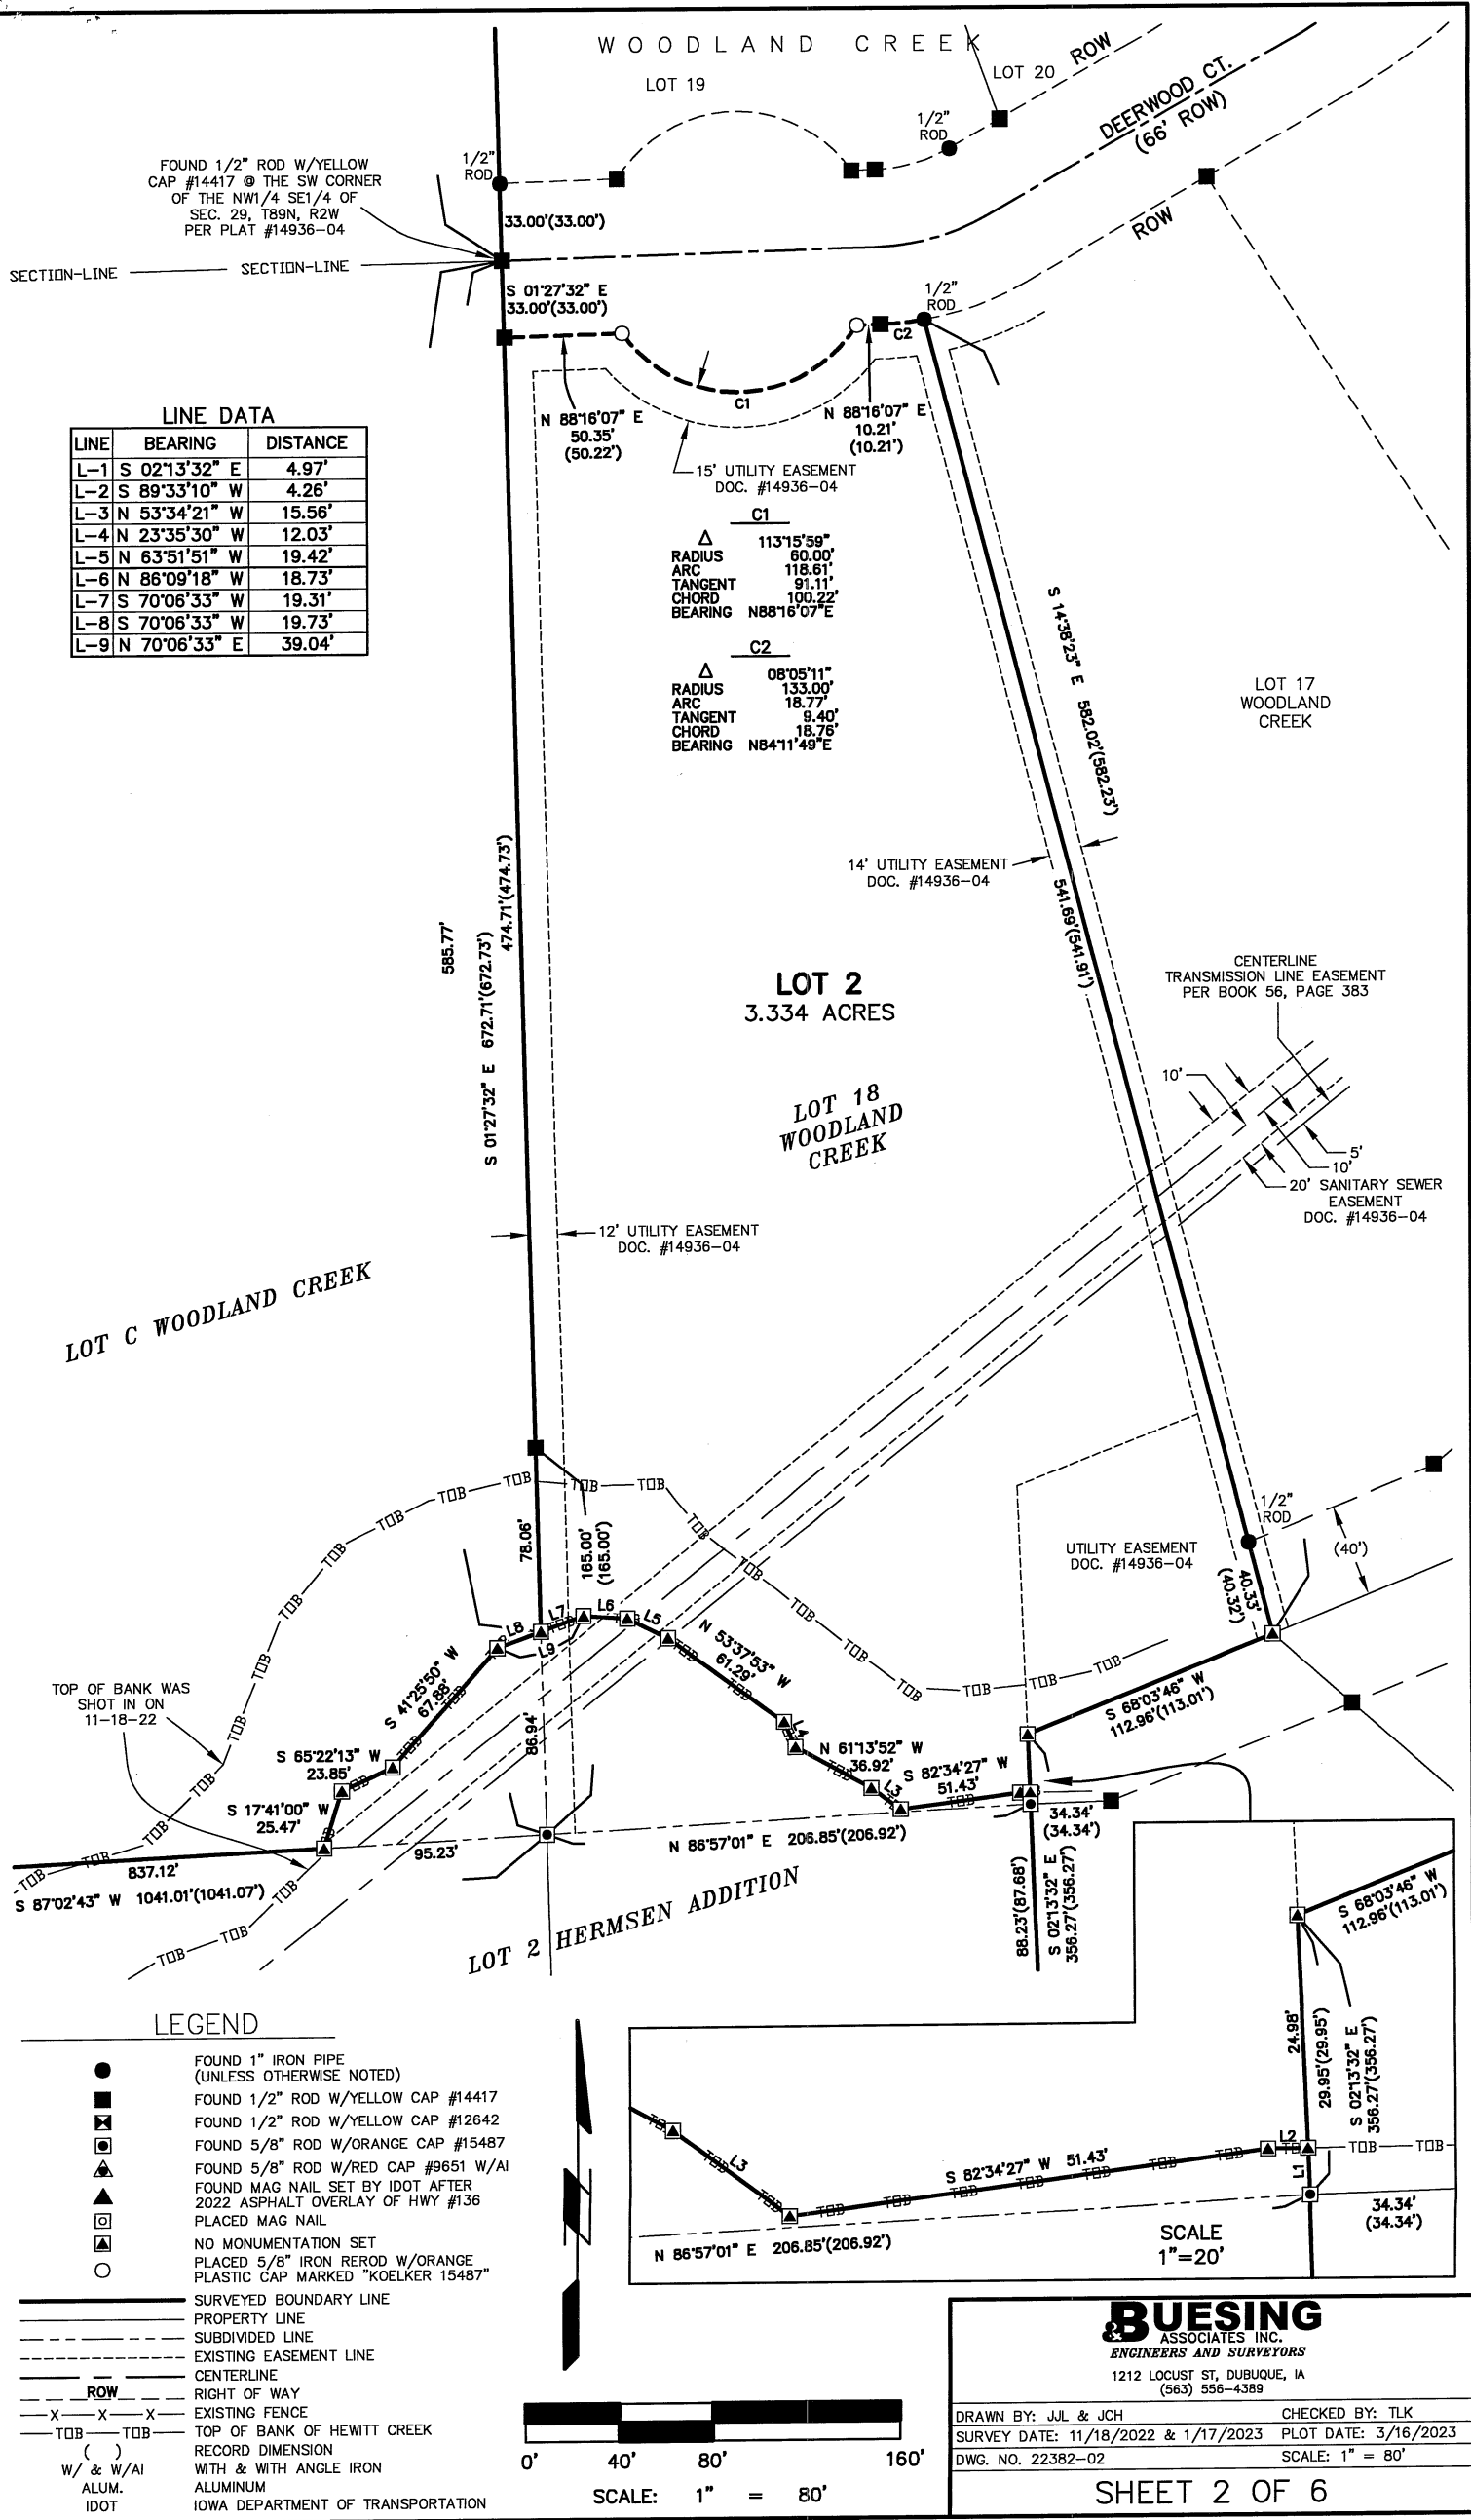 WOODLAND CREEK
LOT 19
LOT 20
ROW
DEERWOOD CT.
(66' ROW)
1/2"
ROD
1/2"
ROD
FOUND 1/2" ROD W/YELLOW
CAP #14417 @ THE SW CORNER
OF THE NW1/4 SE1/4 OF
SEC. 29, T89N, R2W
PER PLAT #14936-04
33.00'(33.00')
ROW
SECTION-LINE
SECTION-LINE
S 01°27'32" E
33.00'(33.00')
1/2"
ROD
C2
C1
N 88°16'07" E
50.35'
(50.22')
N 88°16'07" E
10.21'
(10.21')
15' UTILITY EASEMENT
DOC. #14936-04
LINE DATA
LINE BEARING DISTANCE
L-1 S 02°13'32" E 4.97'
L-2 S 89°33'10" W 4.26'
L-3 N 53°34'21" W 15.56'
L-4 N 23°35'30" W 12.03'
L-5 N 63°51'51" W 19.42'
L-6 N 86°09'18" W 18.73'
L-7 S 70°06'33" W 19.31'
L-8 S 70°06'33" W 19.73'
L-9 N 70°06'33" E 39.04'
C1
Δ 113°15'59"
RADIUS 60.00'
ARC 118.61'
TANGENT 91.11'
CHORD 100.22'
BEARING N88°16'07"E
C2
Δ 08°05'11"
RADIUS 133.00'
ARC 18.77'
TANGENT 9.40'
CHORD 18.76'
BEARING N84°11'49"E
S 14°38'23" E 582.02'(582.23')
LOT 17
WOODLAND
CREEK
14' UTILITY EASEMENT
DOC. #14936-04
541.69'(541.91')
585.77'
S 01°27'32" E 672.71'(672.73')
474.71'(474.73')
LOT 2
3.334 ACRES
CENTERLINE
TRANSMISSION LINE EASEMENT
PER BOOK 56, PAGE 383
10'
5'
10'
20' SANITARY SEWER
EASEMENT
DOC. #14936-04
LOT 18
WOODLAND
CREEK
12' UTILITY EASEMENT
DOC. #14936-04
LOT C WOODLAND CREEK
TOB TOB TOB TOB TOB TOB TOB TOB TOB TOB TOB TOB TOB TOB TOB TOB
78.06'
165.00'
(165.00')
UTILITY EASEMENT
DOC. #14936-04
1/2"
ROD
(40')
40.33'
(40.32')
L8
L7
L9
L6
L5
N 53°37'53" W
61.29'
L4
N 61°13'52" W
36.92'
L3
S 82°34'27" W
51.43'
S 68°03'46" W
112.96'(113.01')
S 41°25'50" W
67.88'
TOP OF BANK WAS
SHOT IN ON
11-18-22
S 65°22'13" W
23.85'
S 17°41'00" W
25.47'
86.94'
837.12'
S 87°02'43" W 1041.01'(1041.07')
95.23'
N 86°57'01" E 206.85'(206.92')
34.34'
(34.34')
88.23'(87.68')
S 02°13'32" E
356.27'(356.27')
LOT 2 HERMSEN ADDITION
S 68°03'46" W
112.96'(113.01')
24.98'
29.95'(29.95')
S 02°13'32" E
356.27'(356.27')
L3
S 82°34'27" W 51.43'
L2
TOB TOB
L1
34.34'
(34.34')
N 86°57'01" E 206.85'(206.92')
SCALE
1"=20'
LEGEND
FOUND 1" IRON PIPE
(UNLESS OTHERWISE NOTED)
FOUND 1/2" ROD W/YELLOW CAP #14417
FOUND 1/2" ROD W/YELLOW CAP #12642
FOUND 5/8" ROD W/ORANGE CAP #15487
FOUND 5/8" ROD W/RED CAP #9651 W/AI
FOUND MAG NAIL SET BY IDOT AFTER
2022 ASPHALT OVERLAY OF HWY #136
PLACED MAG NAIL
NO MONUMENTATION SET
PLACED 5/8" IRON REROD W/ORANGE
PLASTIC CAP MARKED "KOELKER 15487"
SURVEYED BOUNDARY LINE
PROPERTY LINE
SUBDIVIDED LINE
EXISTING EASEMENT LINE
CENTERLINE
ROW RIGHT OF WAY
X X X EXISTING FENCE
TOB TOB TOP OF BANK OF HEWITT CREEK
( ) RECORD DIMENSION
W/ & W/AI WITH & WITH ANGLE IRON
ALUM. ALUMINUM
IDOT IOWA DEPARTMENT OF TRANSPORTATION
0' 40' 80' 160'
SCALE: 1" = 80'
BUESING
& ASSOCIATES INC.
ENGINEERS AND SURVEYORS
1212 LOCUST ST, DUBUQUE, IA
(563) 556-4389
DRAWN BY: JJL & JCH CHECKED BY: TLK
SURVEY DATE: 11/18/2022 & 1/17/2023 PLOT DATE: 3/16/2023
DWG. NO. 22382-02 SCALE: 1" = 80'
SHEET 2 OF 6